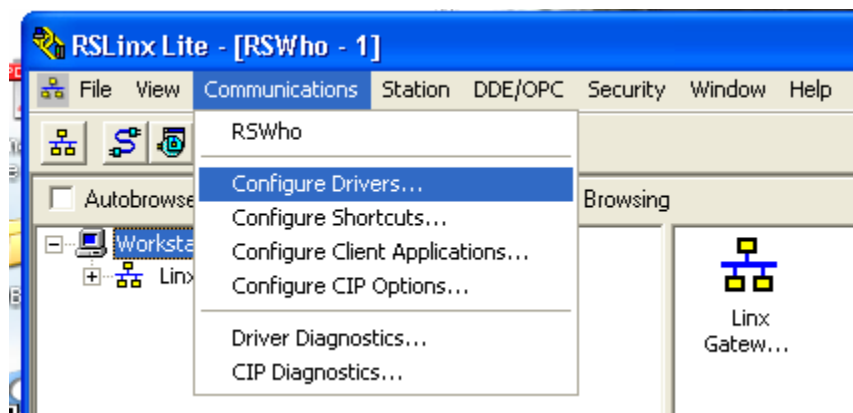 RSLinx Lite - [RSWho - 1]
File View Communications Station DDE/OPC Security Window Help
RSWho
Configure Drivers...
Autobrowse
Browsing
Configure Shortcuts...
Worksta
Configure Client Applications...
Linx
Configure CIP Options...
Linx
Gatew...
Driver Diagnostics...
CIP Diagnostics...